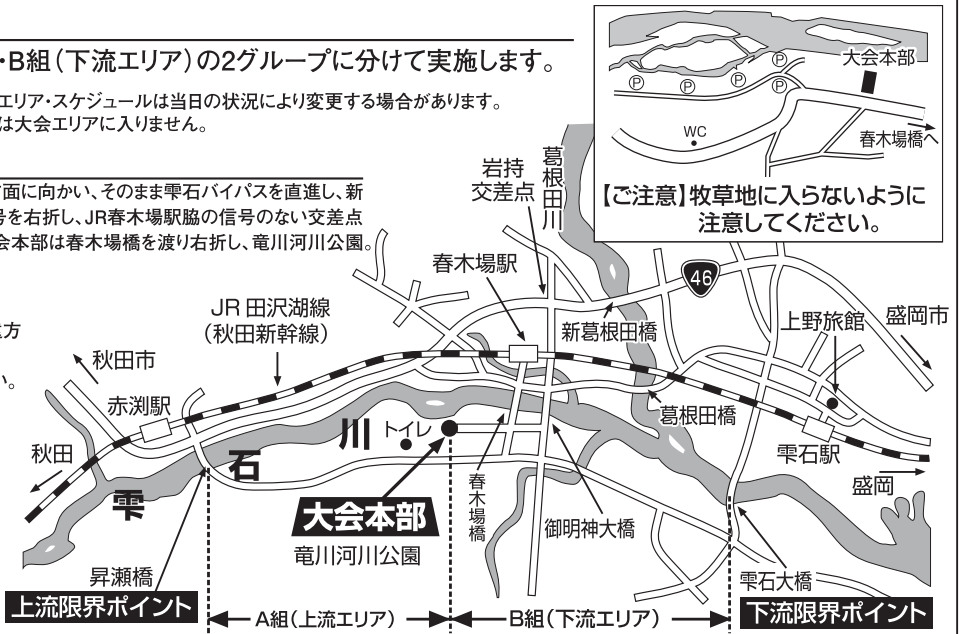 ・B組（下流エリア）の2グループに分けて実施します。
エリア・スケジュールは当日の状況により変更する場合があります。
は大会エリアに入りません。
面に向かい、そのまま雫石バイパスを直進し、新
号を右折し、JR春木場駅脇の信号のない交差点
会本部は春木場橋を渡り右折し、竜川河川公園。
方
い。
P
P
P
P
P
大会本部
WC
春木場橋へ
【ご注意】牧草地に入らないように
注意してください。
岩持
交差点
葛根田川
春木場駅
46
JR 田沢湖線
（秋田新幹線）
新葛根田橋
上野旅館
盛岡市
秋田市
赤渕駅
葛根田橋
雫石川
トイレ
秋田
雫石駅
盛岡
大会本部
竜川河川公園
春木場橋
御明神大橋
昇瀬橋
雫石大橋
上流限界ポイント
A組（上流エリア）
B組（下流エリア）
下流限界ポイント